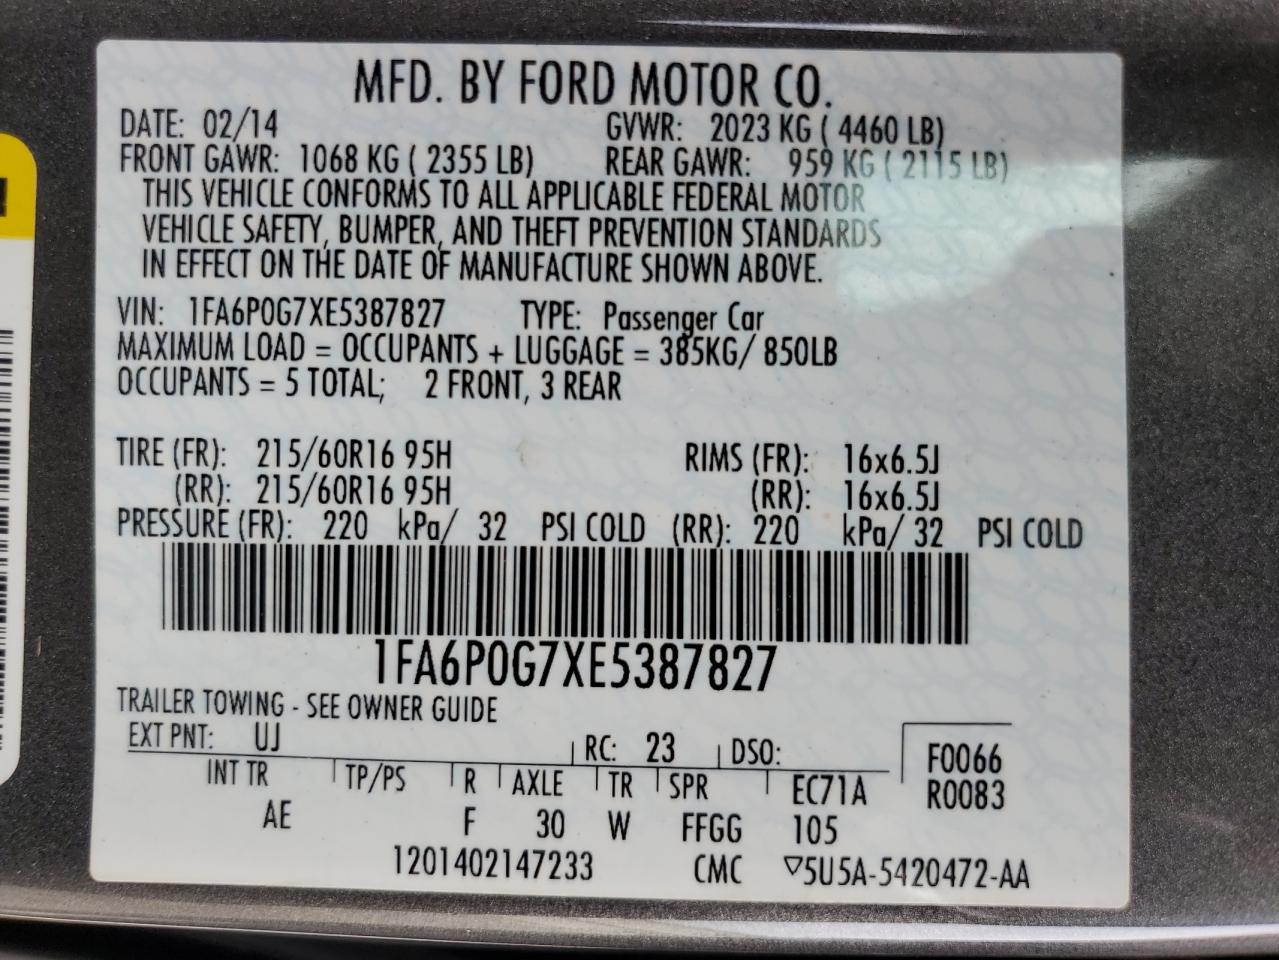 MFD. BY FORD MOTOR CO.
DATE: 02/14 GVWR: 2023 KG ( 4460 LB)
FRONT GAWR: 1068 KG ( 2355 LB) REAR GAWR: 959 KG ( 2115 LB)
THIS VEHICLE CONFORMS TO ALL APPLICABLE FEDERAL MOTOR
VEHICLE SAFETY, BUMPER, AND THEFT PREVENTION STANDARDS
IN EFFECT ON THE DATE OF MANUFACTURE SHOWN ABOVE.
VIN: 1FA6P0G7XE5387827 TYPE: Passenger Car
MAXIMUM LOAD = OCCUPANTS + LUGGAGE = 385KG/ 850LB
OCCUPANTS = 5 TOTAL; 2 FRONT, 3 REAR
TIRE (FR): 215/60R16 95H RIMS (FR): 16x6.5J
(RR): 215/60R16 95H (RR): 16x6.5J
PRESSURE (FR): 220 kPa/ 32 PSI COLD (RR): 220 kPa/ 32 PSI COLD
1FA6P0G7XE5387827
TRAILER TOWING - SEE OWNER GUIDE
EXT PNT: UJ RC: 23 DSO: F0066
INT TR TP/PS R AXLE TR SPR EC71A R0083
AE F 30 W FFGG 105
1201402147233 CMC ▽5U5A-5420472-AA